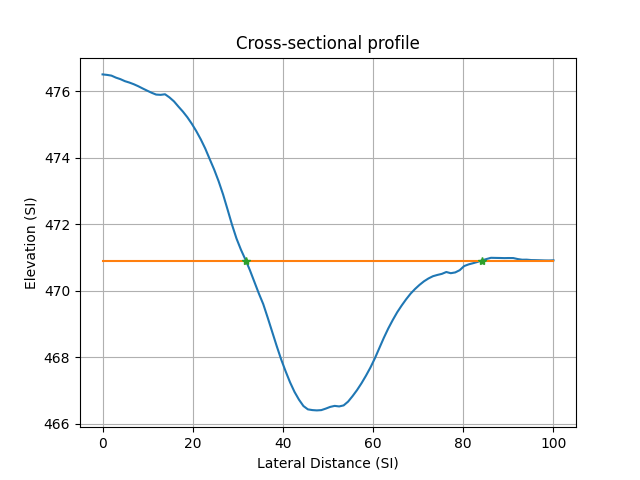 Cross-sectional profile
Elevation (SI)
476
474
472
470
468
466
0 20 40 60 80 100
Lateral Distance (SI)